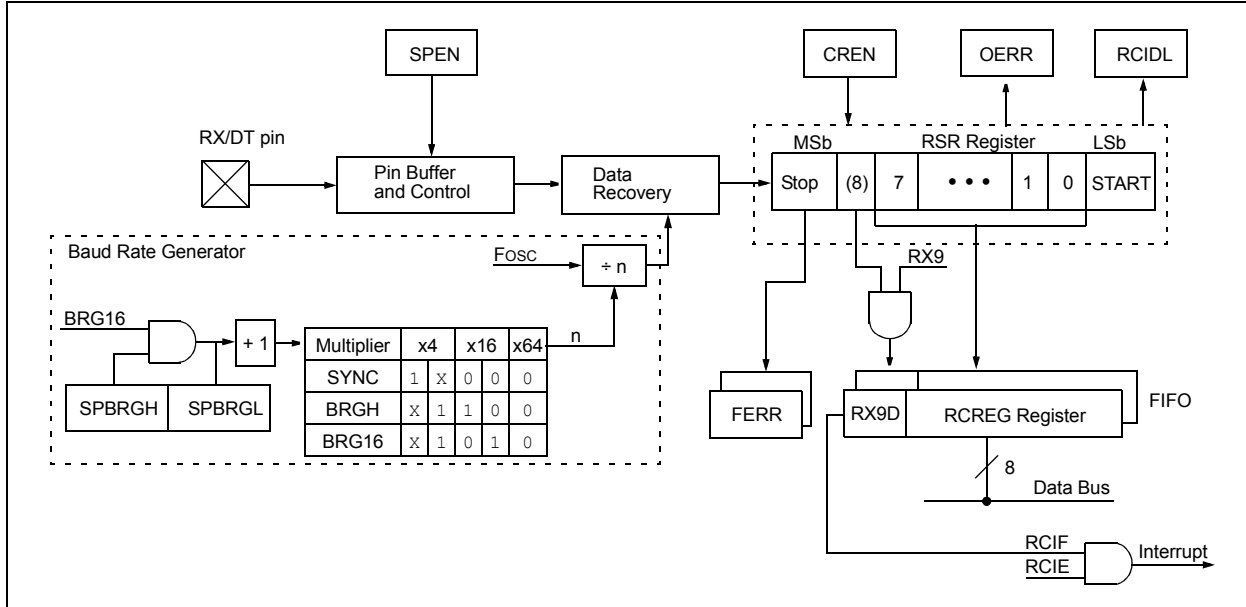 SPEN
CREN
OERR
RCIDL
RX/DT pin
Pin Buffer
and Control
Data
Recovery
MSb RSR Register LSb
Stop (8) 7 • • • 1 0 START
Baud Rate Generator
FOSC
÷ n
RX9
BRG16
+ 1
n
Multiplier x4 x16 x64
SYNC 1 X 0 0 0
BRGH X 1 1 0 0
BRG16 X 1 0 1 0
SPBRGH SPBRGL
FERR
RX9D RCREG Register
FIFO
8
Data Bus
RCIF
RCIE
Interrupt